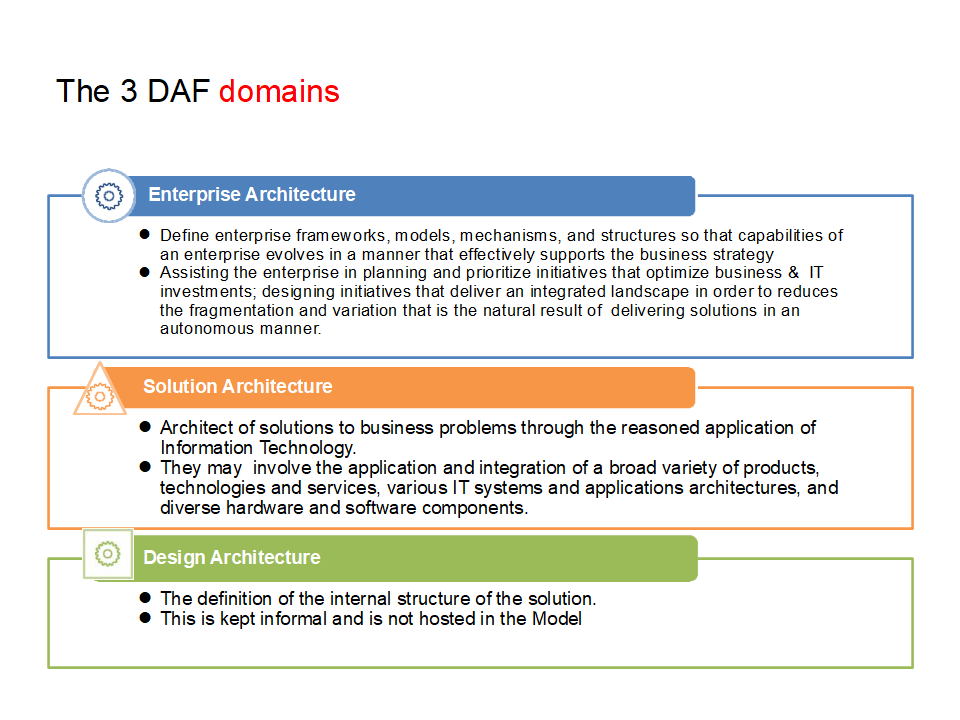 The 3 DAF domains
Enterprise Architecture
● Define enterprise frameworks, models, mechanisms, and structures so that capabilities of
an enterprise evolves in a manner that effectively supports the business strategy
● Assisting the enterprise in planning and prioritize initiatives that optimize business &  IT
investments; designing initiatives that deliver an integrated landscape in order to reduces
the fragmentation and variation that is the natural result of  delivering solutions in an
autonomous manner.
Solution Architecture
● Architect of solutions to business problems through the reasoned application of
Information Technology.
● They may  involve the application and integration of a broad variety of products,
technologies and services, various IT systems and applications architectures, and
diverse hardware and software components.
Design Architecture
● The definition of the internal structure of the solution.
● This is kept informal and is not hosted in the Model